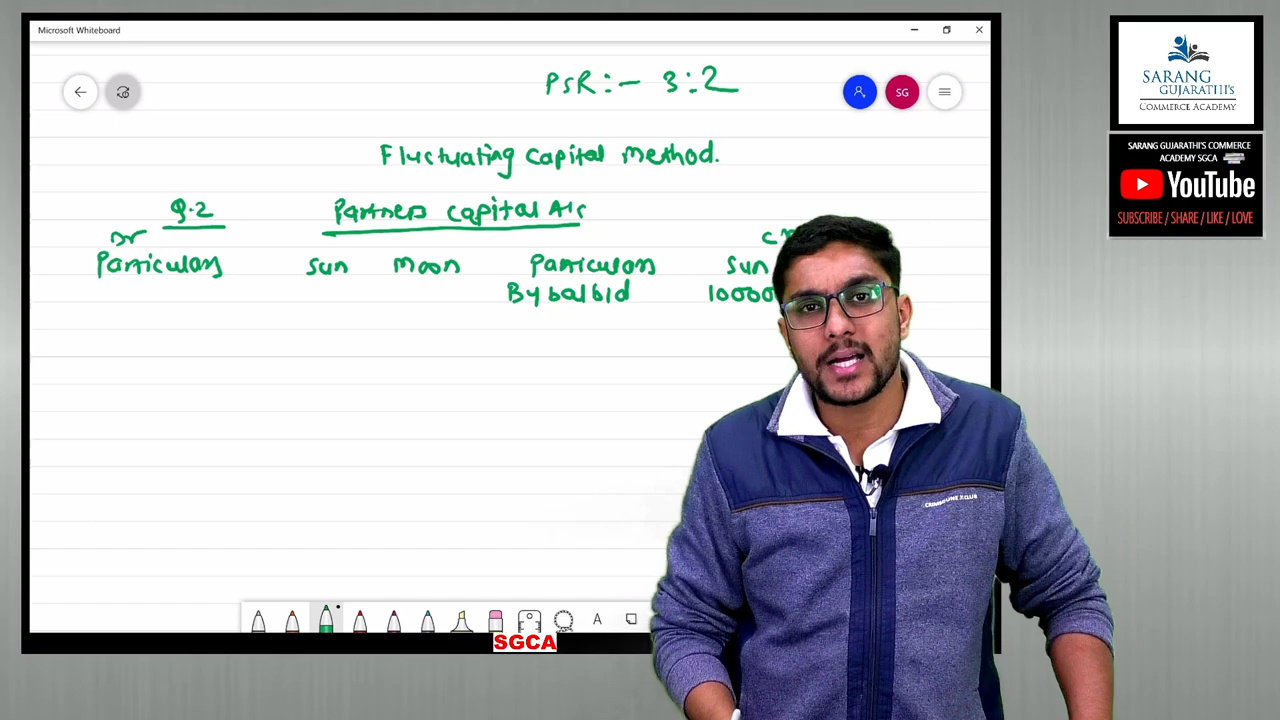 Microsoft Whiteboard
PSR :- 3:2
SG
Fluctuating capital method.
Q.2
Partners capital A/c
Dr
Particulars Sun Moon Particulars Sun
By bal b/d 10000
SGCA
SARANG
GUJARATHI'S
COMMERCE ACADEMY
SARANG GUJARATHI'S COMMERCE
ACADEMY SGCA
YouTube
SUBSCRIBE / SHARE / LIKE / LOVE